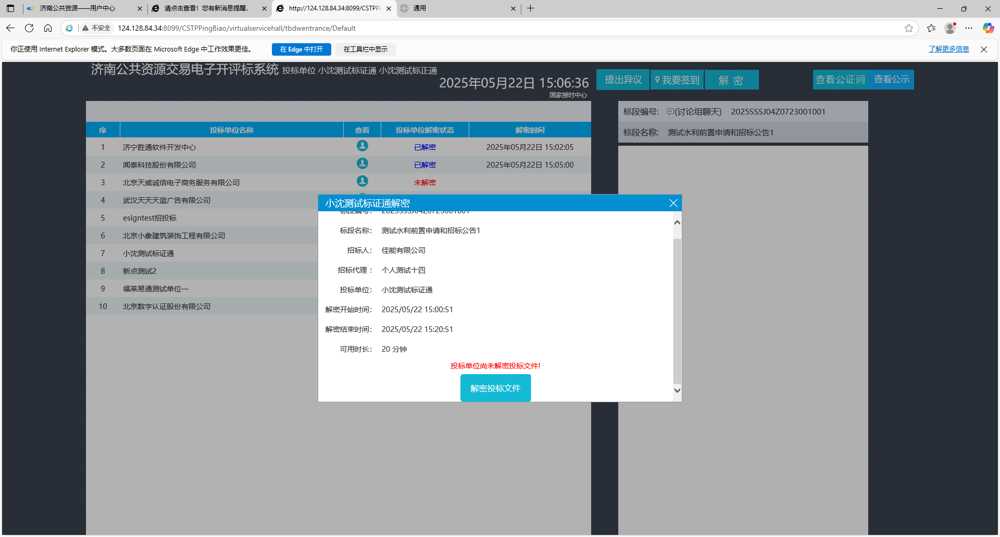 济南公共资源——用户中心
请点击查看！您有新消息提醒,
http://124.128.84.34:8099/CSTPPi
通用
不安全
124.128.84.34:8099/CSTPPingBiao/virtualservicehall/tbdwentrance/Default
你正使用 Internet Explorer 模式。大多数页面在 Microsoft Edge 中工作效果更佳。
在 Edge 中打开
在工具栏中显示
了解更多信息
济南公共资源交易电子开评标系统 投标单位 小沈测试标证通 小沈测试标正通
2025年05月22日 15:06:36
国家授时中心
提出异议
我要签到
解 密
查看公证词
查看公示
标段编号: (讨论组聊天) 2025SSSJ04Z0723001001
标段名称: 测试水利前置申请和招标公告1
序 投标单位名称 查看 投标单位解密状态 解密时间
1 济宁胜通软件开发中心 已解密 2025年05月22日 15:02:05
2 闻泰科技股份有限公司 已解密 2025年05月22日 15:05:00
3 北京天威诚信电子商务服务有限公司 未解密
4 武汉天天天蓝广告有限公司
5 esigntest招投标
6 北京小象建筑装饰工程有限公司
7 小沈测试标证通
8 新点测试2
9 福莱易通测试单位一
10 北京数字认证股份有限公司
小沈测试标证通解密
标段编号： 2025SSSJ04Z0723001001
标段名称： 测试水利前置申请和招标公告1
招标人： 佳能有限公司
招标代理 ： 个人测试十四
投标单位： 小沈测试标证通
解密开始时间： 2025/05/22 15:00:51
解密结束时间： 2025/05/22 15:20:51
可用时长： 20 分钟
投标单位尚未解密投标文件!
解密投标文件